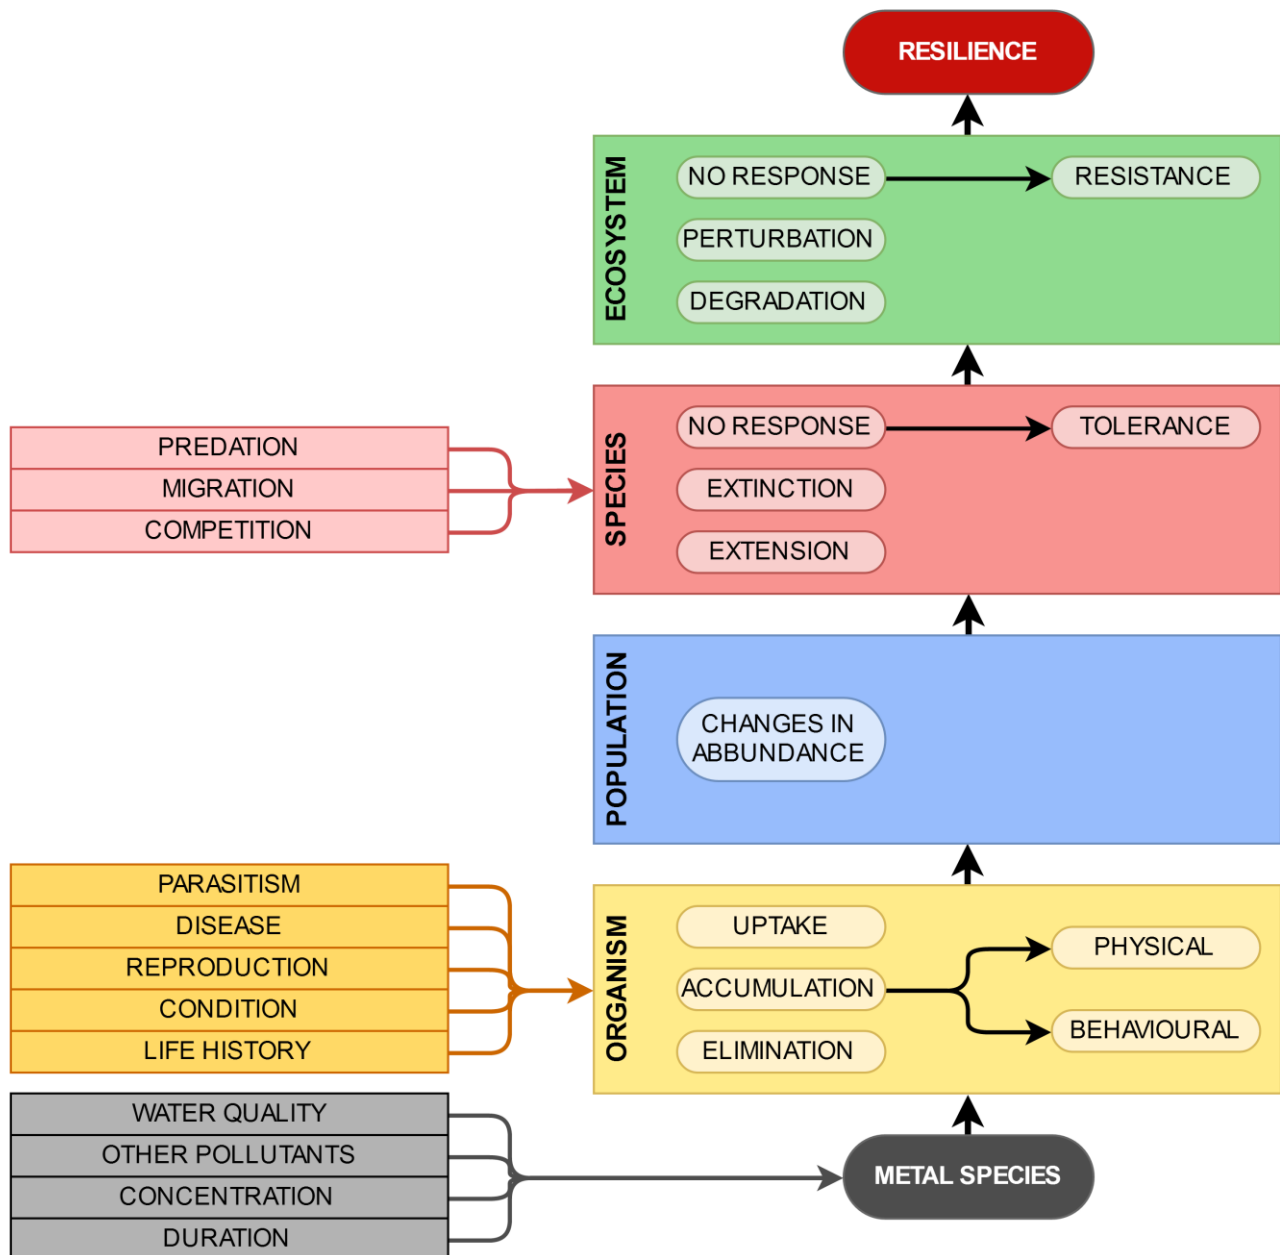 RESILIENCE
ECOSYSTEM
NO RESPONSE
RESISTANCE
PERTURBATION
DEGRADATION
PREDATION
MIGRATION
COMPETITION
SPECIES
NO RESPONSE
TOLERANCE
EXTINCTION
EXTENSION
POPULATION
CHANGES IN
ABBUNDANCE
PARASITISM
DISEASE
REPRODUCTION
CONDITION
LIFE HISTORY
ORGANISM
UPTAKE
ACCUMULATION
ELIMINATION
PHYSICAL
BEHAVIOURAL
WATER QUALITY
OTHER POLLUTANTS
CONCENTRATION
DURATION
METAL SPECIES